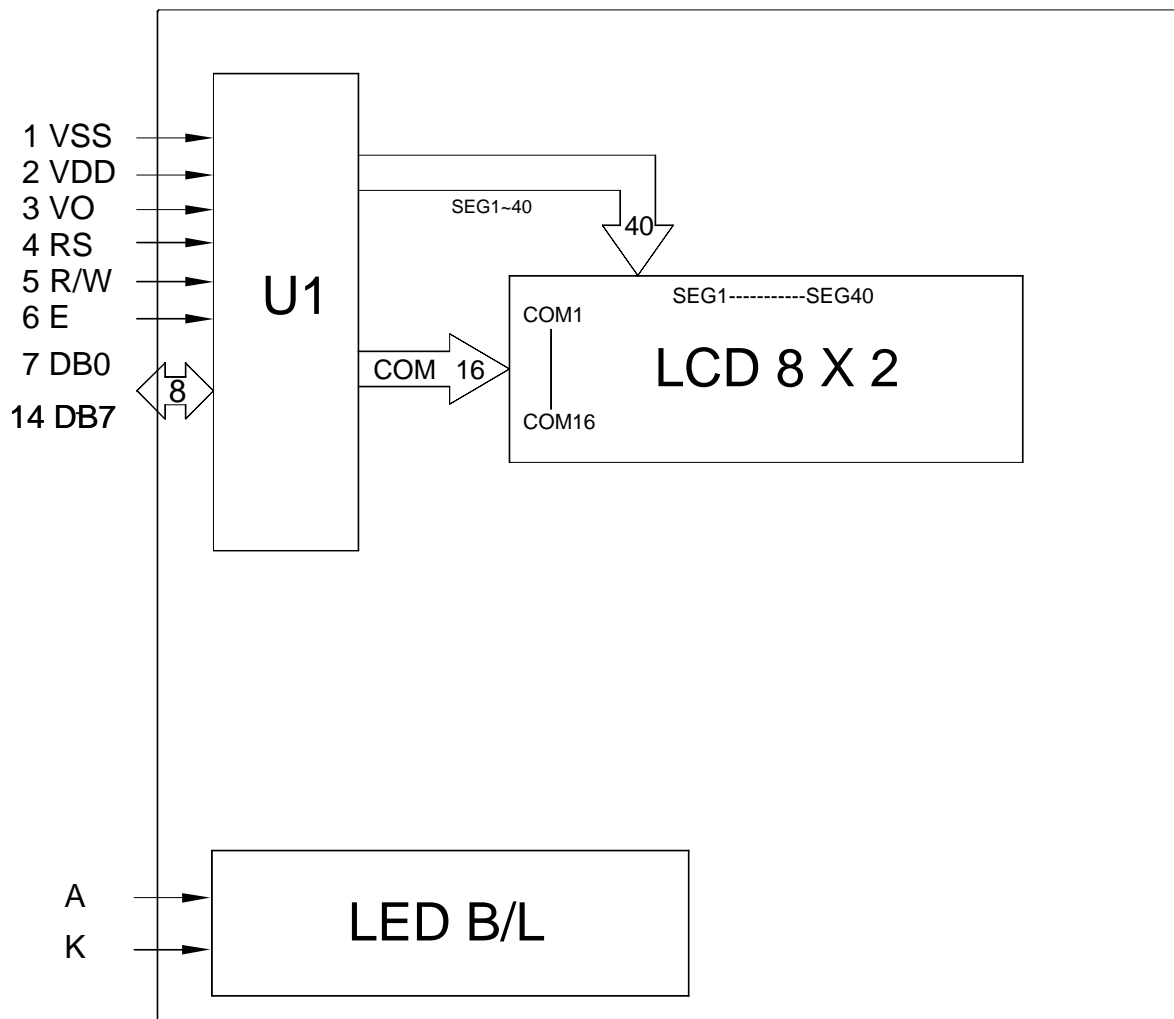 1 VSS
2 VDD
3 VO
4 RS
5 R/W
6 E
7 DB0
14 DB7
8
U1
SEG1~40
40
COM 16
SEG1-----------SEG40
COM1
COM16
LCD 8 X 2
A
K
LED B/L